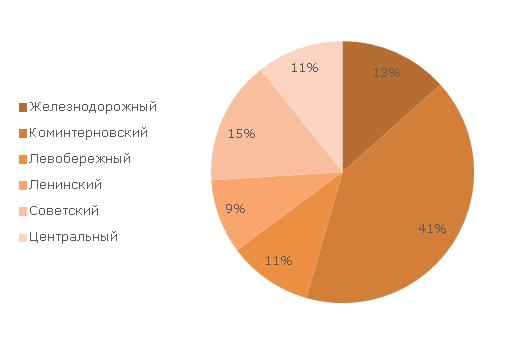 Железнодорожный
Коминтерновский
Левобережный
Ленинский
Советский
Центральный
13%
41%
11%
9%
15%
11%